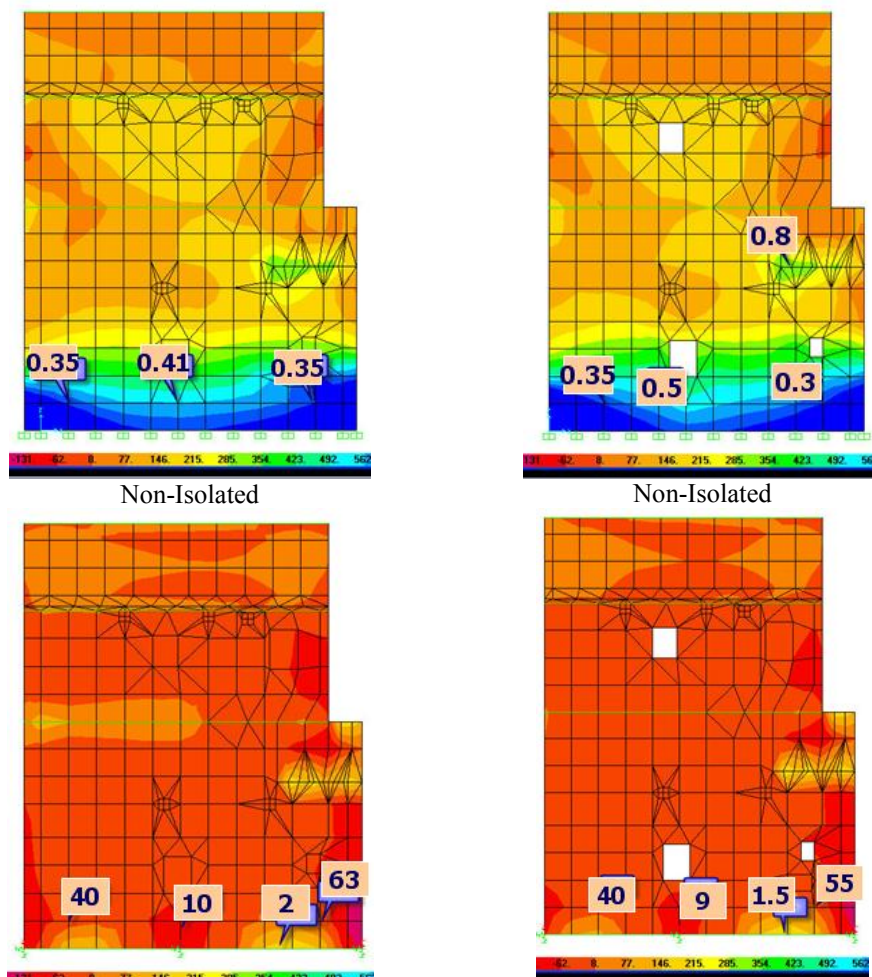 0.8
0.35 0.41 0.35
0.35 0.5 0.3
-131. -62. 8. 77. 146. 215. 285. 354. 423. 492. 562
131 -62. 8. 77. 146. 215. 285. 354. 423. 492. 56
Non-Isolated
Non-Isolated
40 10 2 63
40 9 1.5 55
-62. 8. 77. 146. 215. 285. 354. 423. 492. 562